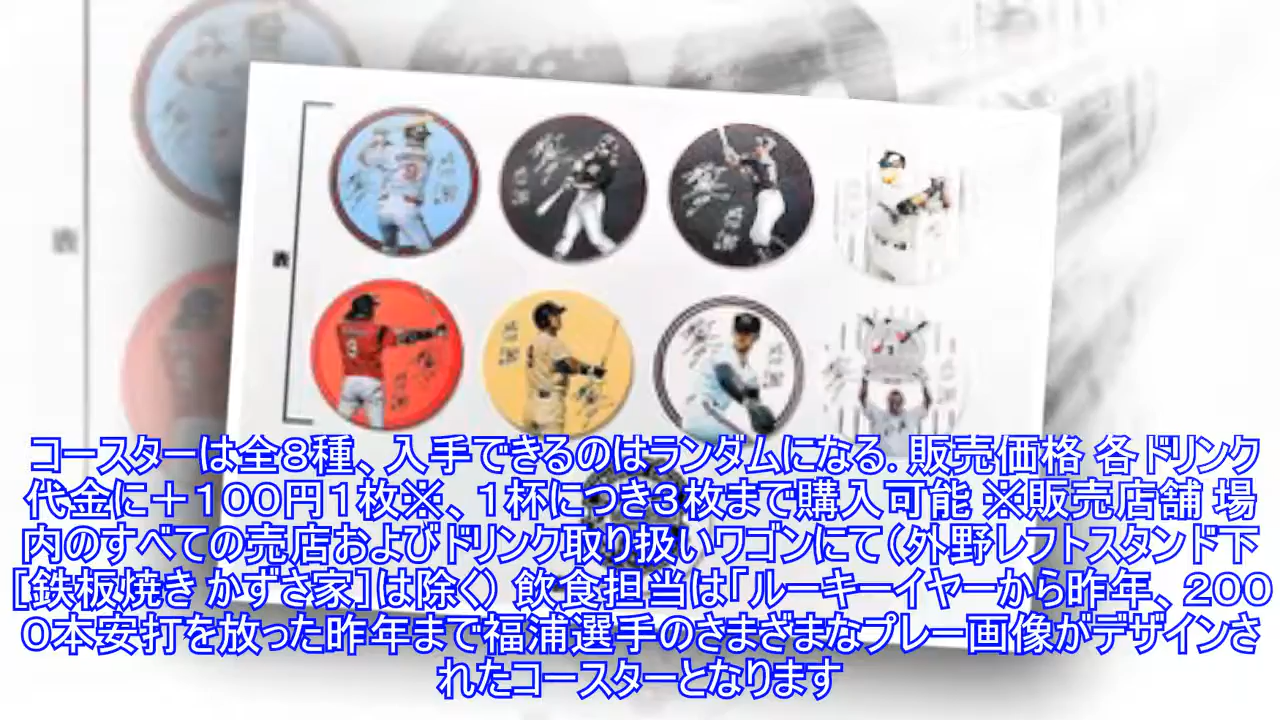 コースターは全８種、入手できるのはランダムになる. 販売価格 各ドリンク
代金に＋１００円１枚※、１杯につき３枚まで購入可能 ※販売店舗 場
内のすべての売店およびドリンク取り扱いワゴンにて（外野レフトスタンド下
［鉄板焼き かずさ家］は除く） 飲食担当は「ルーキーイヤーから昨年、２００
０本安打を放った昨年まで福浦選手のさまざまなプレー画像がデザインさ
れたコースターとなります